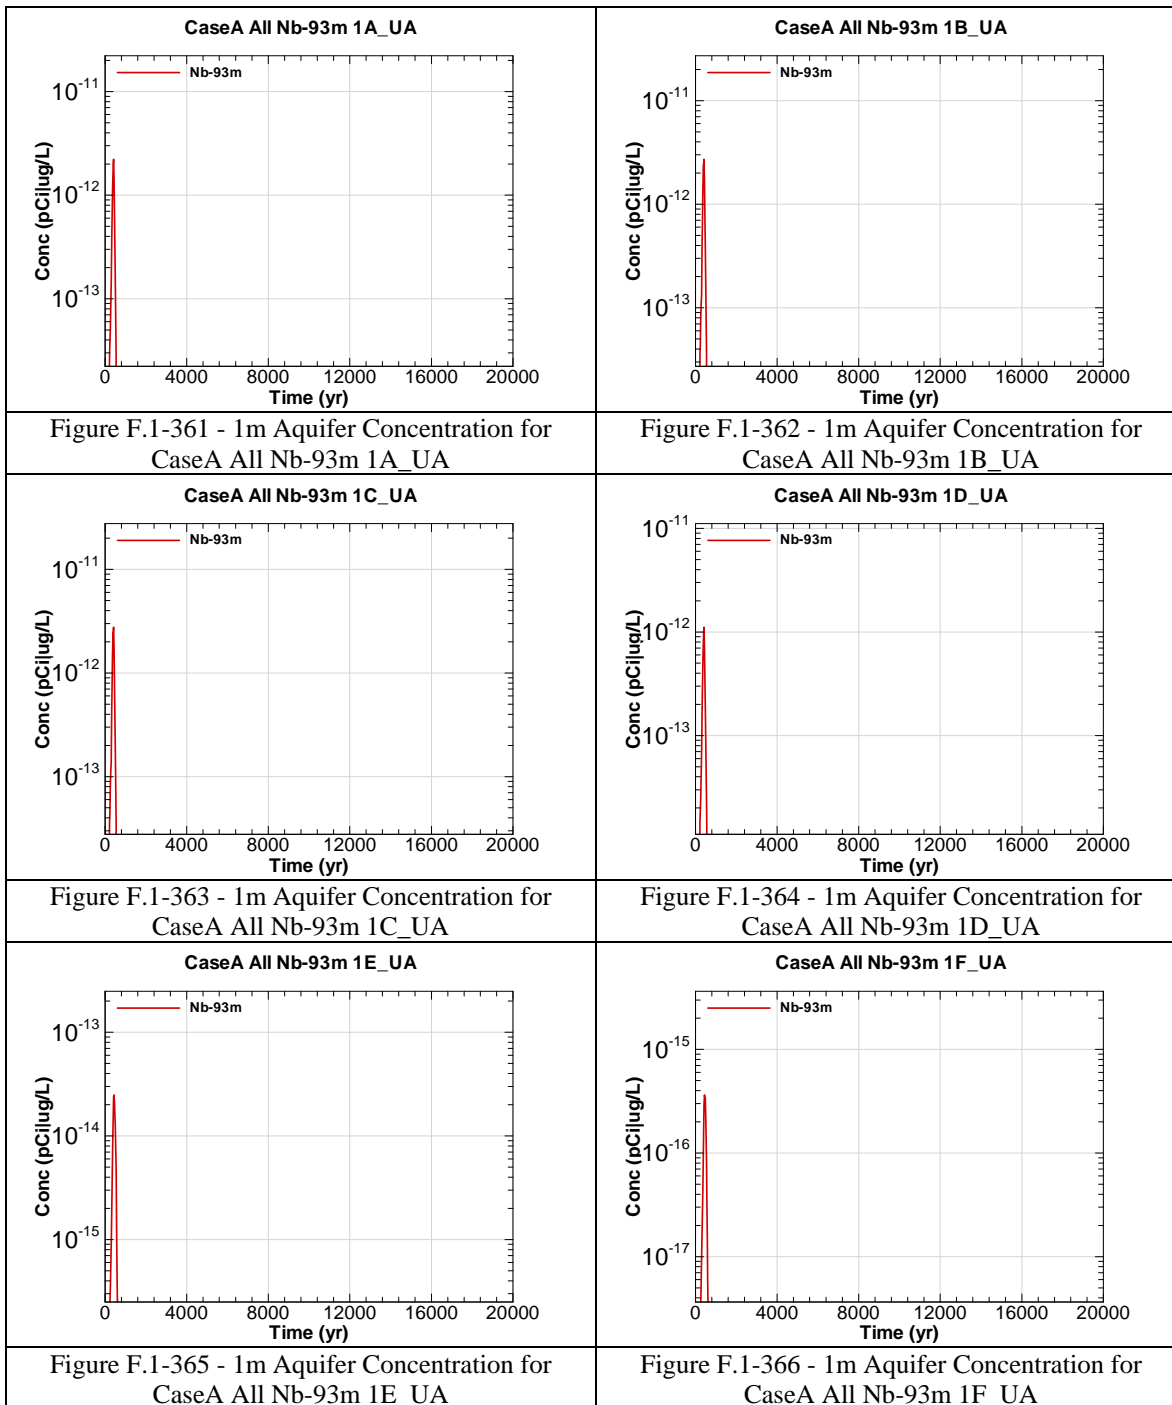 CaseA All Nb-93m 1A_UA
Nb-93m
10-11
10-12
10-13
Conc (pCi|ug/L)
0 4000 8000 12000 16000 20000
Time (yr)
Figure F.1-361 - 1m Aquifer Concentration for
CaseA All Nb-93m 1A_UA
CaseA All Nb-93m 1B_UA
Nb-93m
10-11
10-12
10-13
Conc (pCi|ug/L)
0 4000 8000 12000 16000 20000
Time (yr)
Figure F.1-362 - 1m Aquifer Concentration for
CaseA All Nb-93m 1B_UA
CaseA All Nb-93m 1C_UA
Nb-93m
10-11
10-12
10-13
Conc (pCi|ug/L)
0 4000 8000 12000 16000 20000
Time (yr)
Figure F.1-363 - 1m Aquifer Concentration for
CaseA All Nb-93m 1C_UA
CaseA All Nb-93m 1D_UA
Nb-93m
10-11
10-12
10-13
Conc (pCi|ug/L)
0 4000 8000 12000 16000 20000
Time (yr)
Figure F.1-364 - 1m Aquifer Concentration for
CaseA All Nb-93m 1D_UA
CaseA All Nb-93m 1E_UA
Nb-93m
10-13
10-14
10-15
Conc (pCi|ug/L)
0 4000 8000 12000 16000 20000
Time (yr)
Figure F.1-365 - 1m Aquifer Concentration for
CaseA All Nb-93m 1E_UA
CaseA All Nb-93m 1F_UA
Nb-93m
10-15
10-16
10-17
Conc (pCi|ug/L)
0 4000 8000 12000 16000 20000
Time (yr)
Figure F.1-366 - 1m Aquifer Concentration for
CaseA All Nb-93m 1F_UA